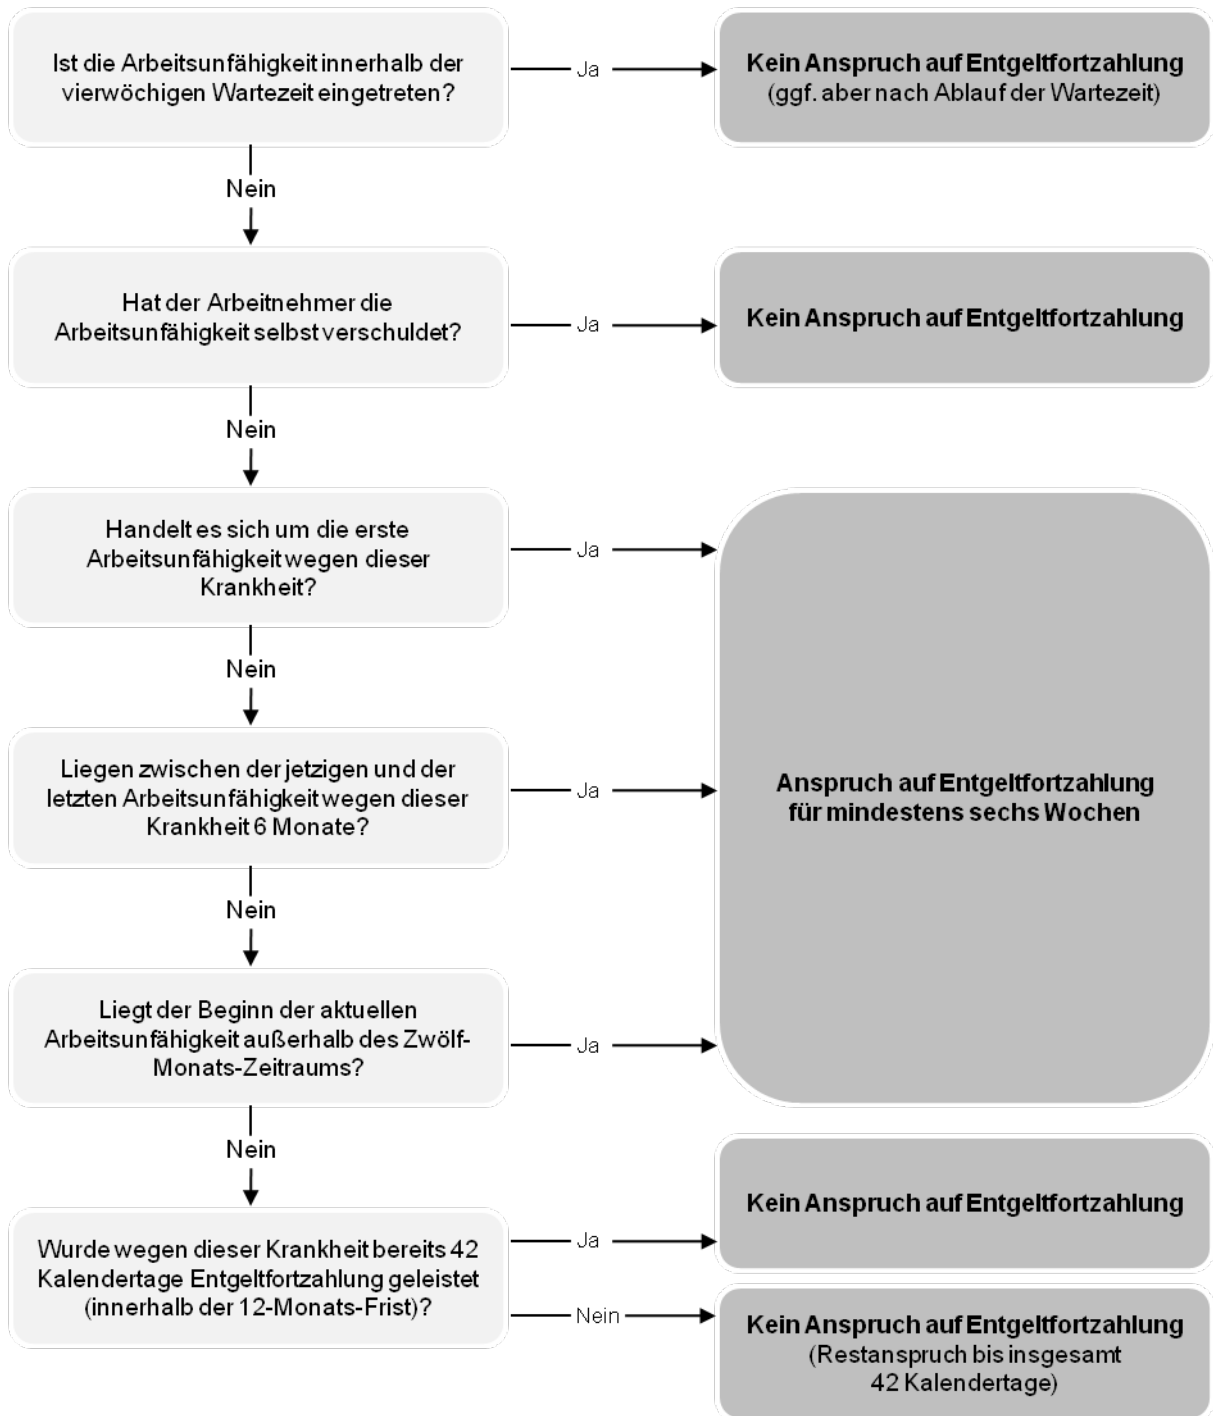 Ist die Arbeitsunfähigkeit innerhalb der
vierwöchigen Wartezeit eingetreten?
Ja
Kein Anspruch auf Entgeltfortzahlung
(ggf. aber nach Ablauf der Wartezeit)
Nein
Hat der Arbeitnehmer die
Arbeitsunfähigkeit selbst verschuldet?
Ja
Kein Anspruch auf Entgeltfortzahlung
Nein
Handelt es sich um die erste
Arbeitsunfähigkeit wegen dieser
Krankheit?
Ja
Nein
Liegen zwischen der jetzigen und der
letzten Arbeitsunfähigkeit wegen dieser
Krankheit 6 Monate?
Ja
Anspruch auf Entgeltfortzahlung
für mindestens sechs Wochen
Nein
Liegt der Beginn der aktuellen
Arbeitsunfähigkeit außerhalb des Zwölf-
Monats-Zeitraums?
Ja
Nein
Wurde wegen dieser Krankheit bereits 42
Kalendertage Entgeltfortzahlung geleistet
(innerhalb der 12-Monats-Frist)?
Ja
Kein Anspruch auf Entgeltfortzahlung
Nein
Kein Anspruch auf Entgeltfortzahlung
(Restanspruch bis insgesamt
42 Kalendertage)